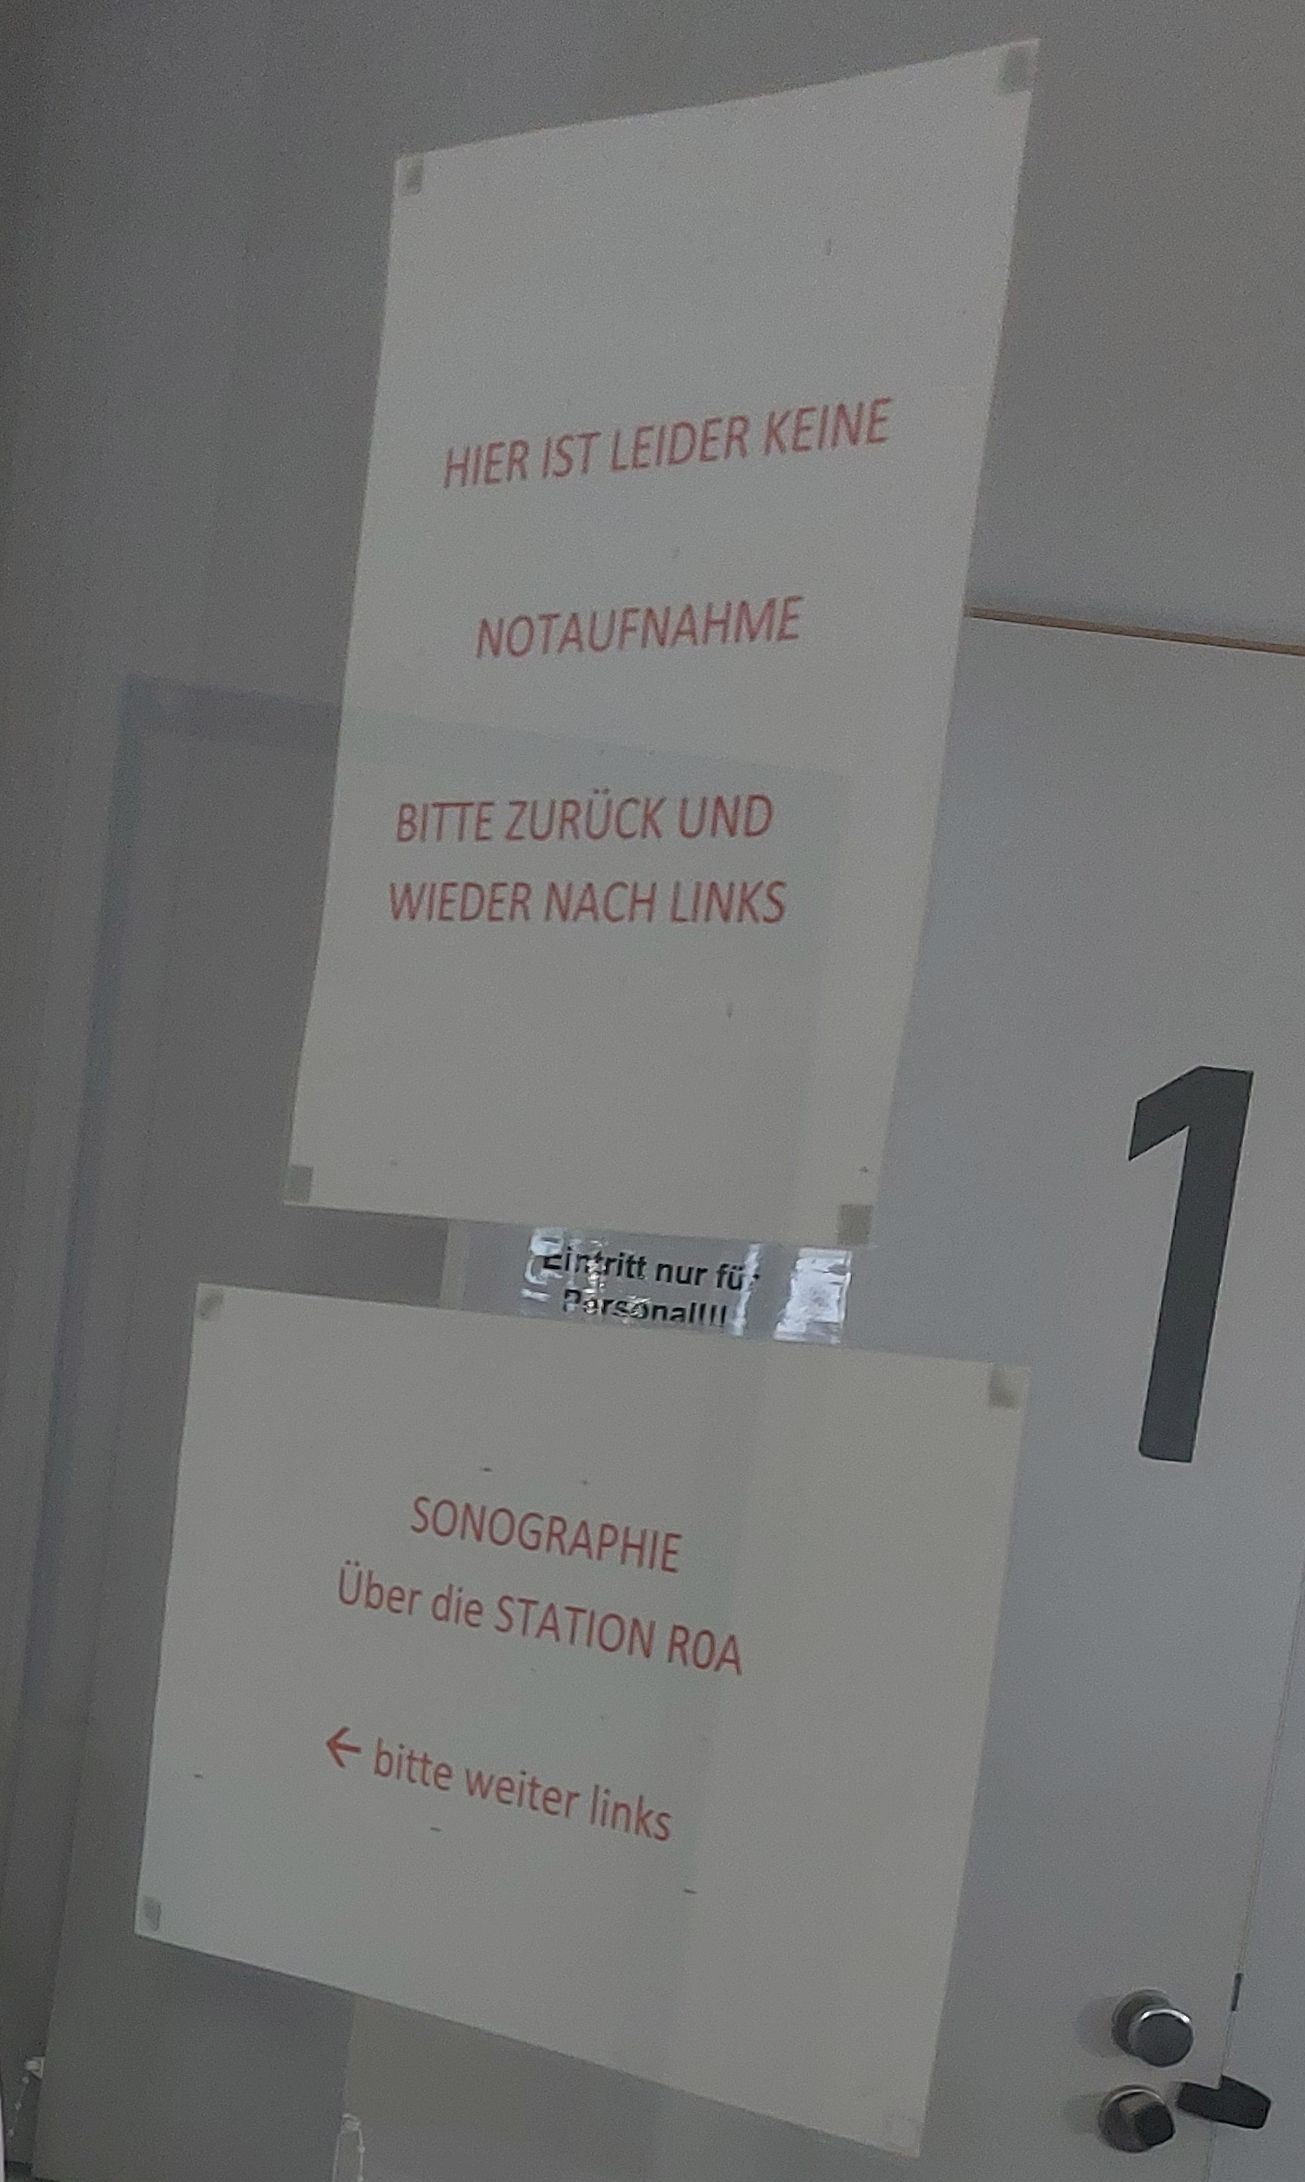 HIER IST LEIDER KEINE
NOTAUFNAHME
BITTE ZURÜCK UND
WIEDER NACH LINKS
1
Eintritt nur für
Personal!!!
SONOGRAPHIE
Über die STATION R0A
← bitte weiter links